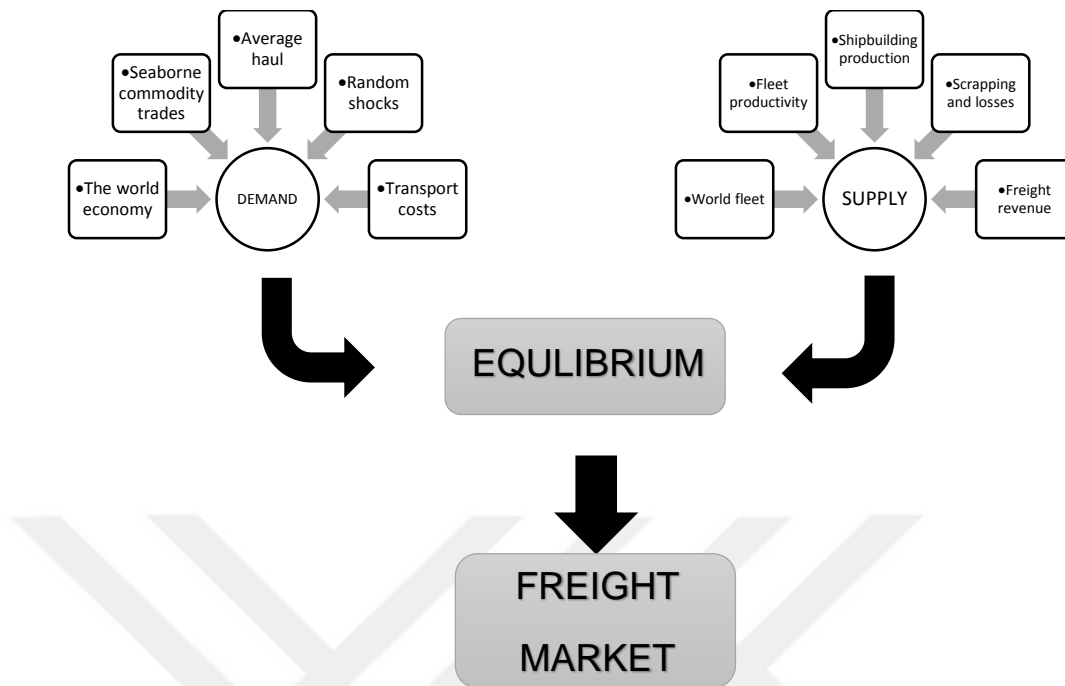 •Average
haul
•Seaborne
commodity
trades
•Random
shocks
•The world
economy
DEMAND
•Transport
costs
•Shipbuilding
production
•Fleet
productivity
•Scrapping
and losses
•World fleet
SUPPLY
•Freight
revenue
EQULIBRIUM
FREIGHT
MARKET